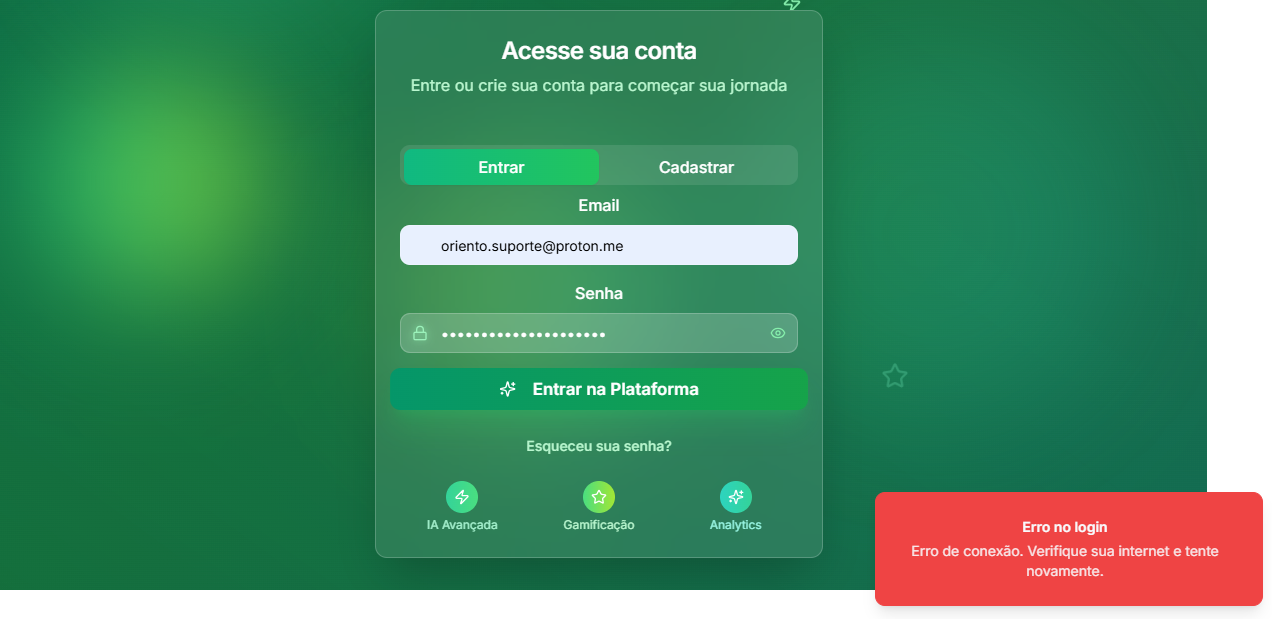 Acesse sua conta
Entre ou crie sua conta para começar sua jornada
Entrar
Cadastrar
Email
oriento.suporte@proton.me
Senha
Entrar na Plataforma
Esqueceu sua senha?
IA Avançada
Gamificação
Analytics
Erro no login
Erro de conexão. Verifique sua internet e tente
novamente.